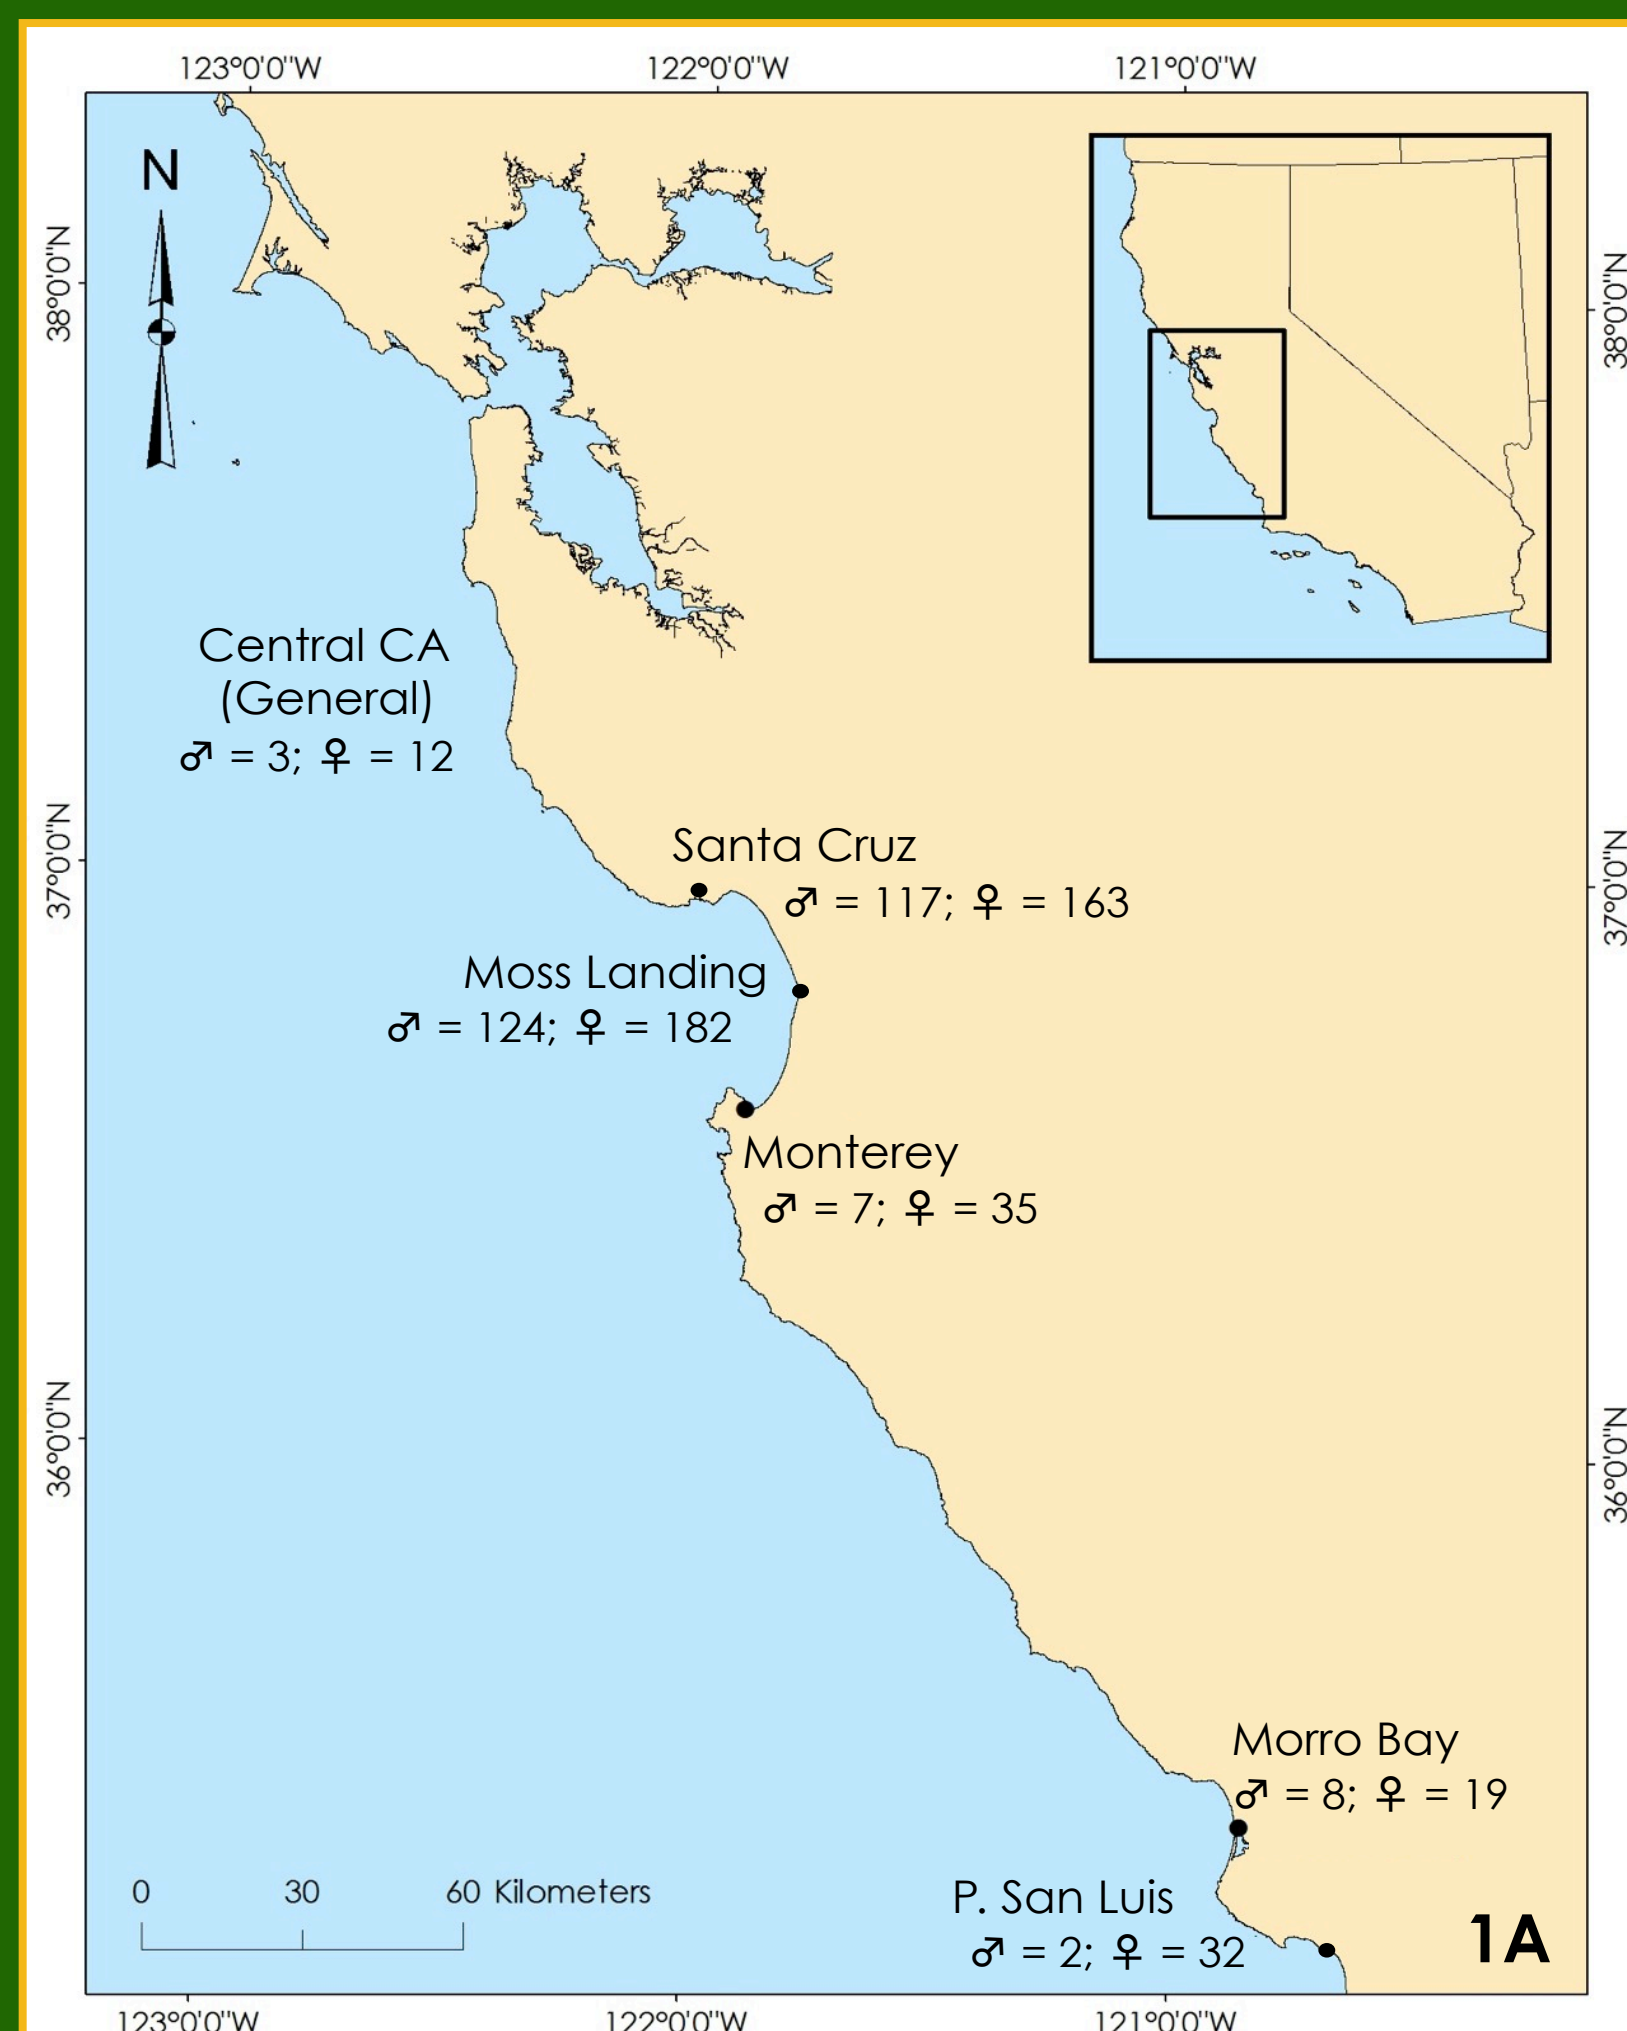 123°0'0"W 122°0'0"W 121°0'0"W
N
38°0'0"N
38°0'0"N
Central CA
(General)
♂ = 3; ♀ = 12
37°0'0"N
37°0'0"N
Santa Cruz
♂ = 117; ♀ = 163
Moss Landing
♂ = 124; ♀ = 182
Monterey
♂ = 7; ♀ = 35
36°0'0"N
36°0'0"N
Morro Bay
♂ = 8; ♀ = 19
0 30 60 Kilometers
P. San Luis
♂ = 2; ♀ = 32
1A
123°0'0"W 122°0'0"W 121°0'0"W